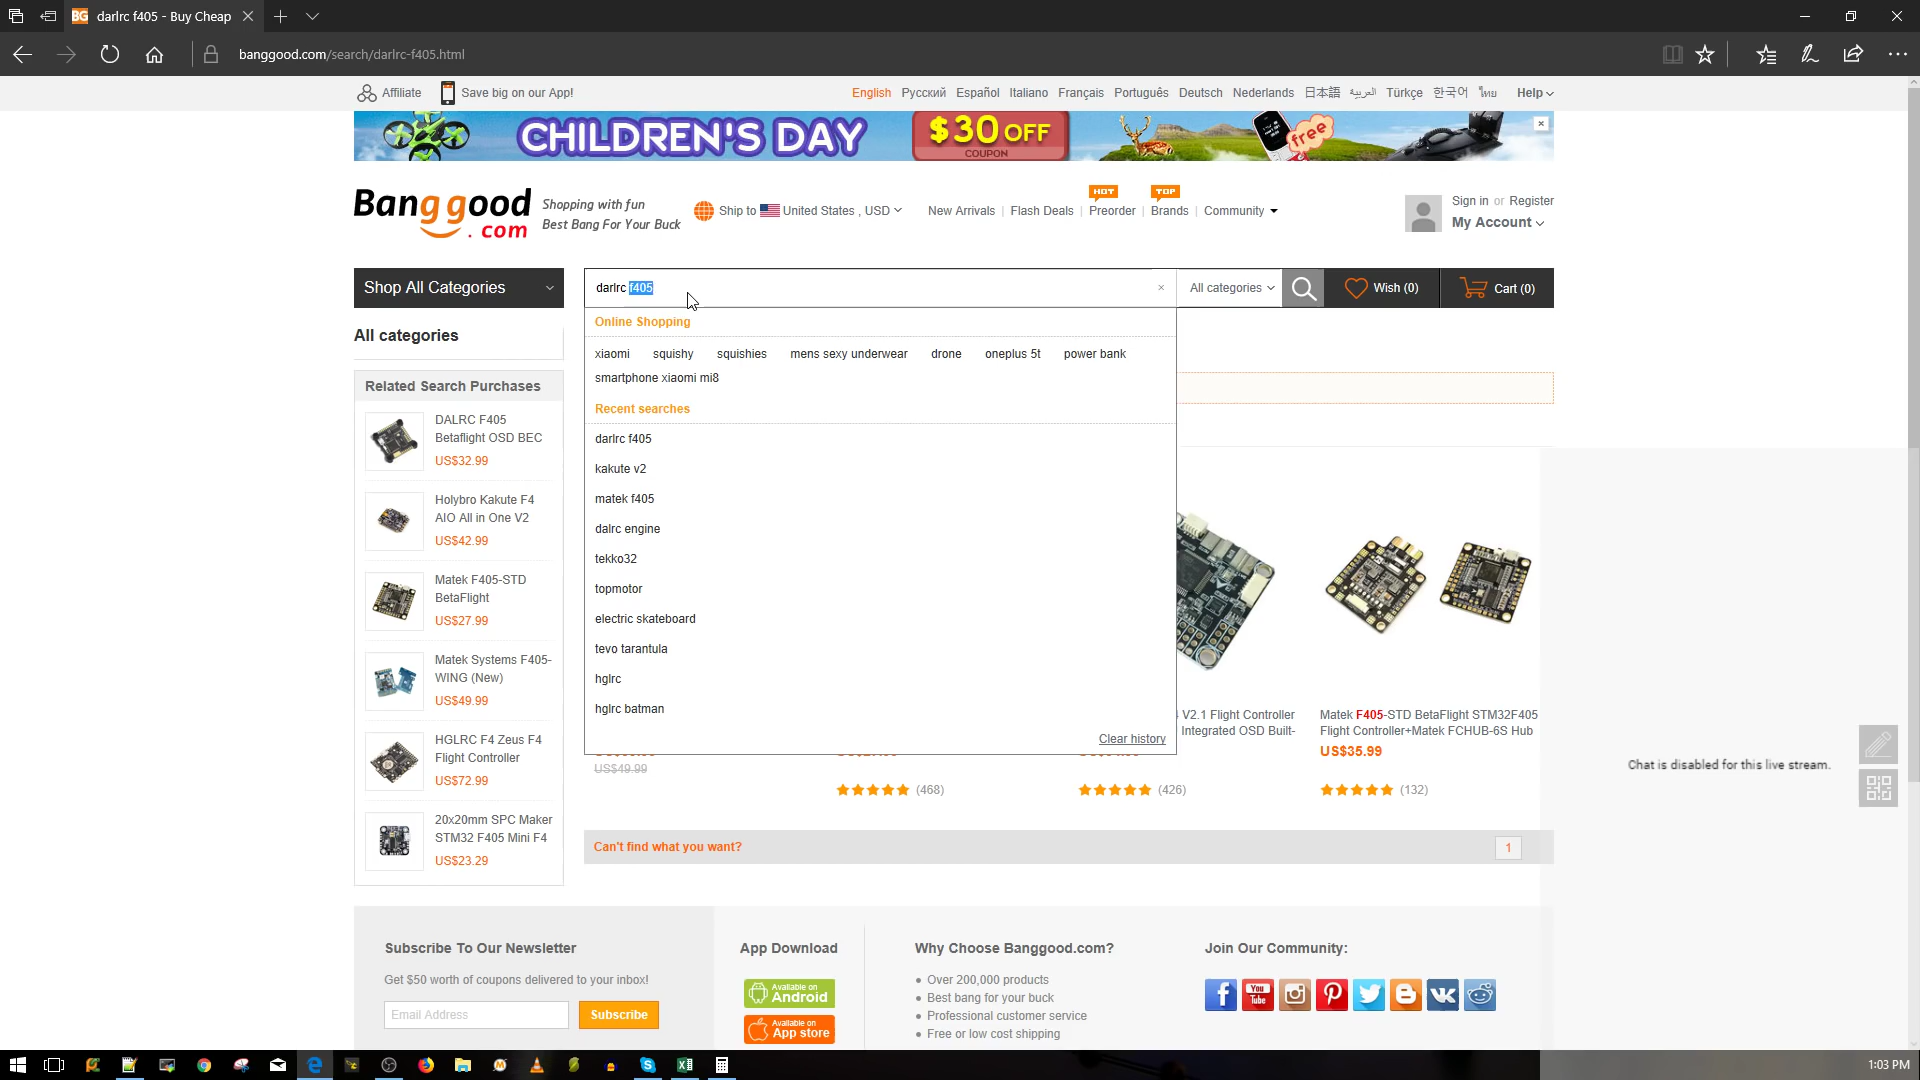 darlrc f405 - Buy Cheap
banggood.com/search/darlrc-f405.html
Affiliate
Save big on our App!
English Русский Español Italiano Français Português Deutsch Nederlands 日本語 العربية Türkçe 한국어 ไทย Help
CHILDREN'S DAY
$30 OFF
COUPON
free
Banggood
.com
Shopping with fun
Best Bang For Your Buck
Ship to United States , USD
New Arrivals
Flash Deals
HOT
Preorder
TOP
Brands
Community
Sign in or Register
My Account
Shop All Categories
darlrc f405
All categories
Wish (0)
Cart (0)
All categories
Related Search Purchases
DALRC F405
Betaflight OSD BEC
US$32.99
Holybro Kakute F4
AIO All in One V2
US$42.99
Matek F405-STD
BetaFlight
US$27.99
Matek Systems F405-
WING (New)
US$49.99
HGLRC F4 Zeus F4
Flight Controller
US$72.99
20x20mm SPC Maker
STM32 F405 Mini F4
US$23.29
Online Shopping
xiaomi squishy squishies mens sexy underwear drone oneplus 5t power bank
smartphone xiaomi mi8
Recent searches
darlrc f405
kakute v2
matek f405
dalrc engine
tekko32
topmotor
electric skateboard
tevo tarantula
hglrc
hglrc batman
Clear history
V2.1 Flight Controller
Integrated OSD Built-
Matek F405-STD BetaFlight STM32F405
Flight Controller+Matek FCHUB-6S Hub
US$35.99
US$49.99
(468)
(426)
(132)
Can't find what you want?
1
Chat is disabled for this live stream.
Subscribe To Our Newsletter
Get $50 worth of coupons delivered to your inbox!
Email Address
Subscribe
App Download
Available on
Android
Available on
App store
Why Choose Banggood.com?
Over 200,000 products
Best bang for your buck
Professional customer service
Free or low cost shipping
Join Our Community:
You
Tube
1:03 PM